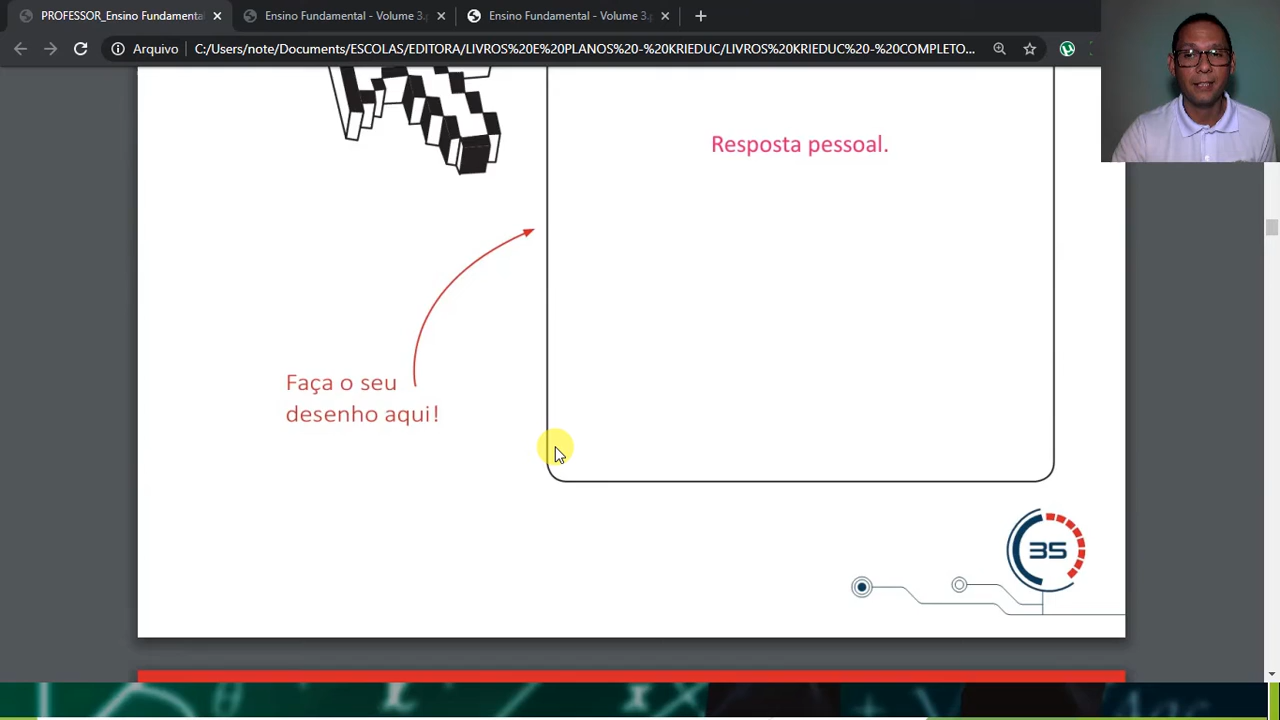 PROFESSOR_Ensino Fundamental
Ensino Fundamental - Volume 3.
Ensino Fundamental - Volume 3.
Arquivo
C:/Users/note/Documents/ESCOLAS/EDITORA/LIVROS%20E%20PLANOS%20-%20KRIEDUC/LIVROS%20KRIEDUC%20-%20COMPLETO...
Resposta pessoal.
Faça o seu
desenho aqui!
35